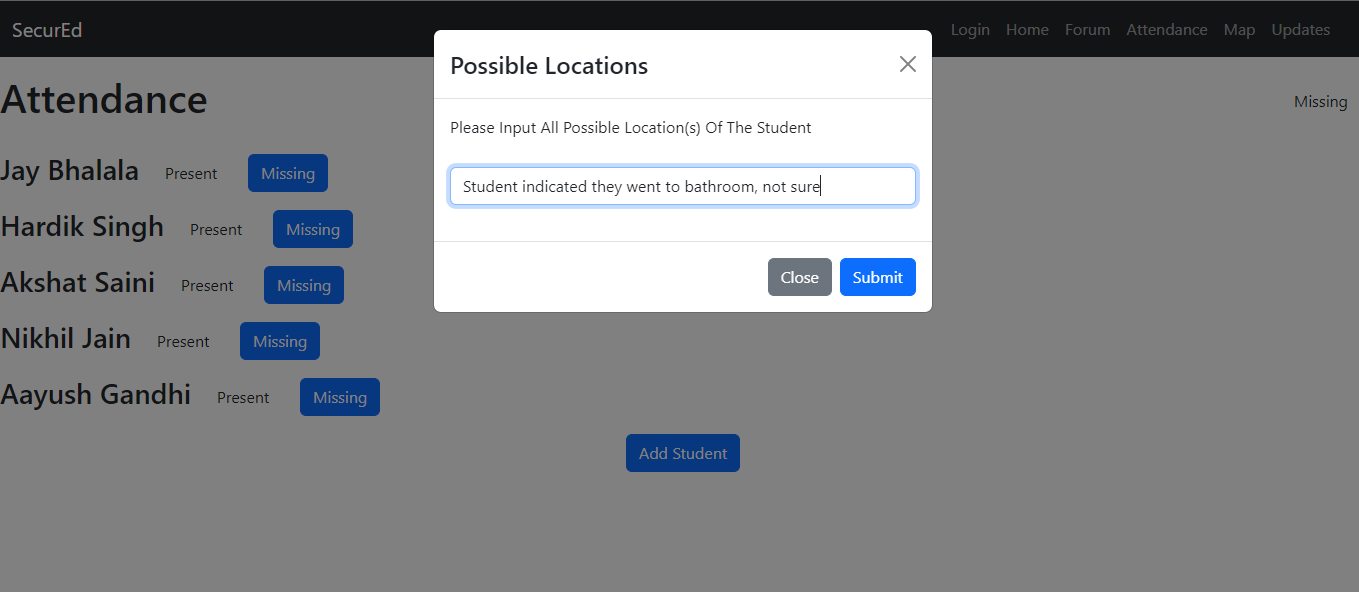 SecurEd Login Home Forum Attendance Map Updates
Possible Locations
Please Input All Possible Location(s) Of The Student
Student indicated they went to bathroom, not sure
Close Submit
Attendance
Missing
Jay Bhalala Present Missing
Hardik Singh Present Missing
Akshat Saini Present Missing
Nikhil Jain Present Missing
Aayush Gandhi Present Missing
Add Student